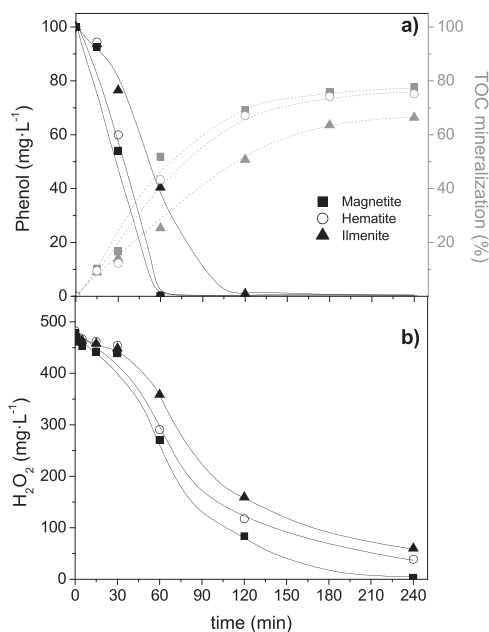 a)
100
80
60
40
20
0
Phenol (mg·L⁻¹)
100
80
60
40
20
TOC mineralization (%)
Magnetite
Hematite
Ilmenite
b)
500
400
300
200
100
0
H₂O₂ (mg·L⁻¹)
0 30 60 90 120 150 180 210 240
time (min)